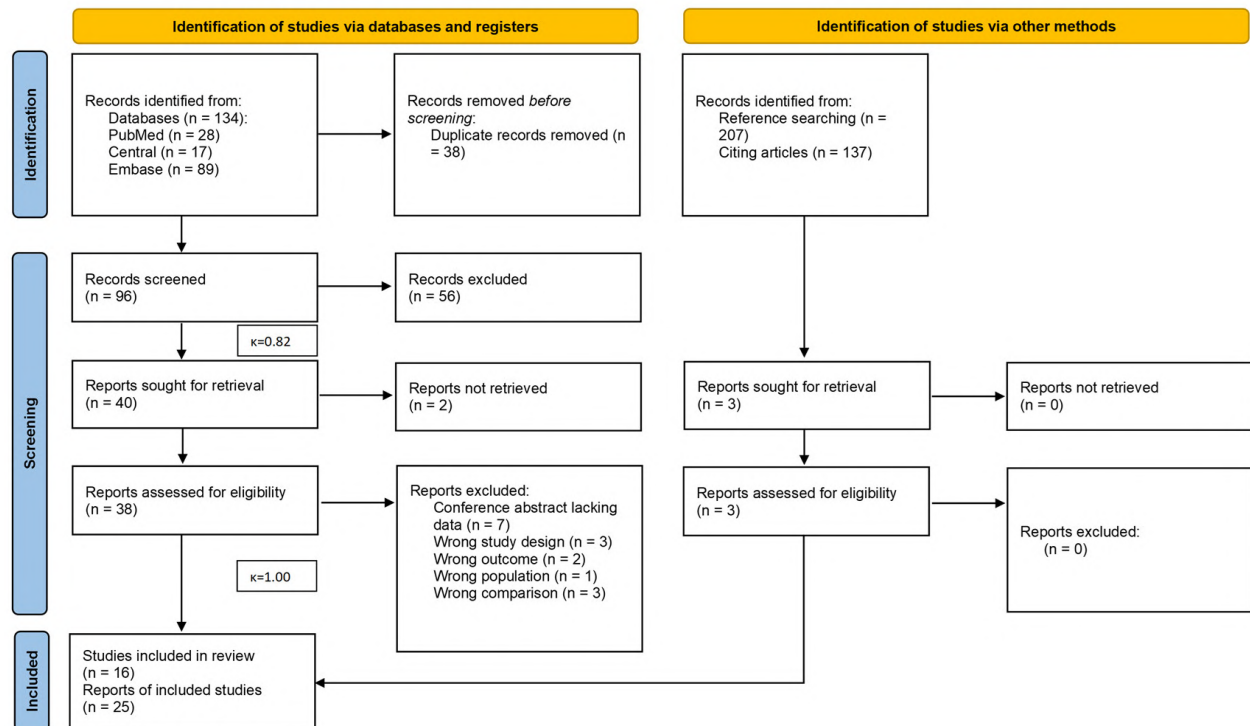 Identification of studies via databases and registers
Identification of studies via other methods
Identification
Records identified from:
Databases (n = 134):
PubMed (n = 28)
Central (n = 17)
Embase (n = 89)
Records removed before
screening:
Duplicate records removed (n
= 38)
Records identified from:
Reference searching (n =
207)
Citing articles (n = 137)
Screening
Records screened
(n = 96)
Records excluded
(n = 56)
κ=0.82
Reports sought for retrieval
(n = 40)
Reports not retrieved
(n = 2)
Reports sought for retrieval
(n = 3)
Reports not retrieved
(n = 0)
Reports assessed for eligibility
(n = 38)
Reports excluded:
Conference abstract lacking
data (n = 7)
Wrong study design (n = 3)
Wrong outcome (n = 2)
Wrong population (n = 1)
Wrong comparison (n = 3)
Reports assessed for eligibility
(n = 3)
Reports excluded:
(n = 0)
κ=1.00
Included
Studies included in review
(n = 16)
Reports of included studies
(n = 25)